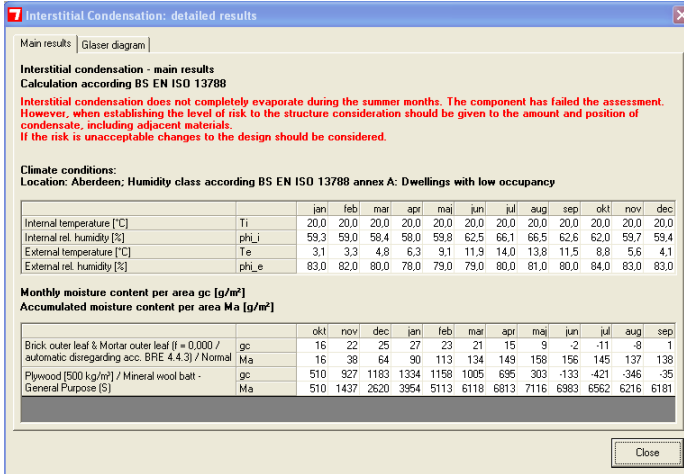 Interstitial Condensation: detailed results
Main results Glaser diagram
Interstitial condensation - main results
Calculation according BS EN ISO 13788
Interstitial condensation does not completely evaporate during the summer months. The component has failed the assessment.
However, when establishing the level of risk to the structure consideration should be given to the amount and position of
condensate, including adjacent materials.
If the risk is unacceptable changes to the design should be considered.
Climate conditions:
Location: Aberdeen; Humidity class according BS EN ISO 13788 annex A: Dwellings with low occupancy
jan feb mar apr maj jun jul aug sep okt nov dec
Internal temperature [°C] Ti 20,0 20,0 20,0 20,0 20,0 20,0 20,0 20,0 20,0 20,0 20,0 20,0
Internal rel. humidity [%] phi_i 59,3 59,0 58,4 58,0 59,8 62,5 66,1 66,5 62,6 62,0 59,7 59,4
External temperature [°C] Te 3,1 3,3 4,8 6,3 9,1 11,9 14,0 13,8 11,5 8,8 5,6 4,1
External rel. humidity [%] phi_e 83,0 82,0 80,0 78,0 79,0 79,0 80,0 81,0 80,0 84,0 83,0 83,0
Monthly moisture content per area gc [g/m²]
Accumulated moisture content per area Ma [g/m²]
okt nov dec jan feb mar apr maj jun jul aug sep
Brick outer leaf & Mortar outer leaf (f = 0,000 / gc 16 22 25 27 23 21 15 9 -2 -11 -8 1
automatic disregarding acc. BRE 4.4.3) / Normal Ma 16 38 64 90 113 134 149 158 156 145 137 138
Plywood [500 kg/m³] / Mineral wool batt - gc 510 927 1183 1334 1158 1005 695 303 -133 -421 -346 -35
General Purpose (S) Ma 510 1437 2620 3954 5113 6118 6813 7116 6983 6562 6216 6181
Close